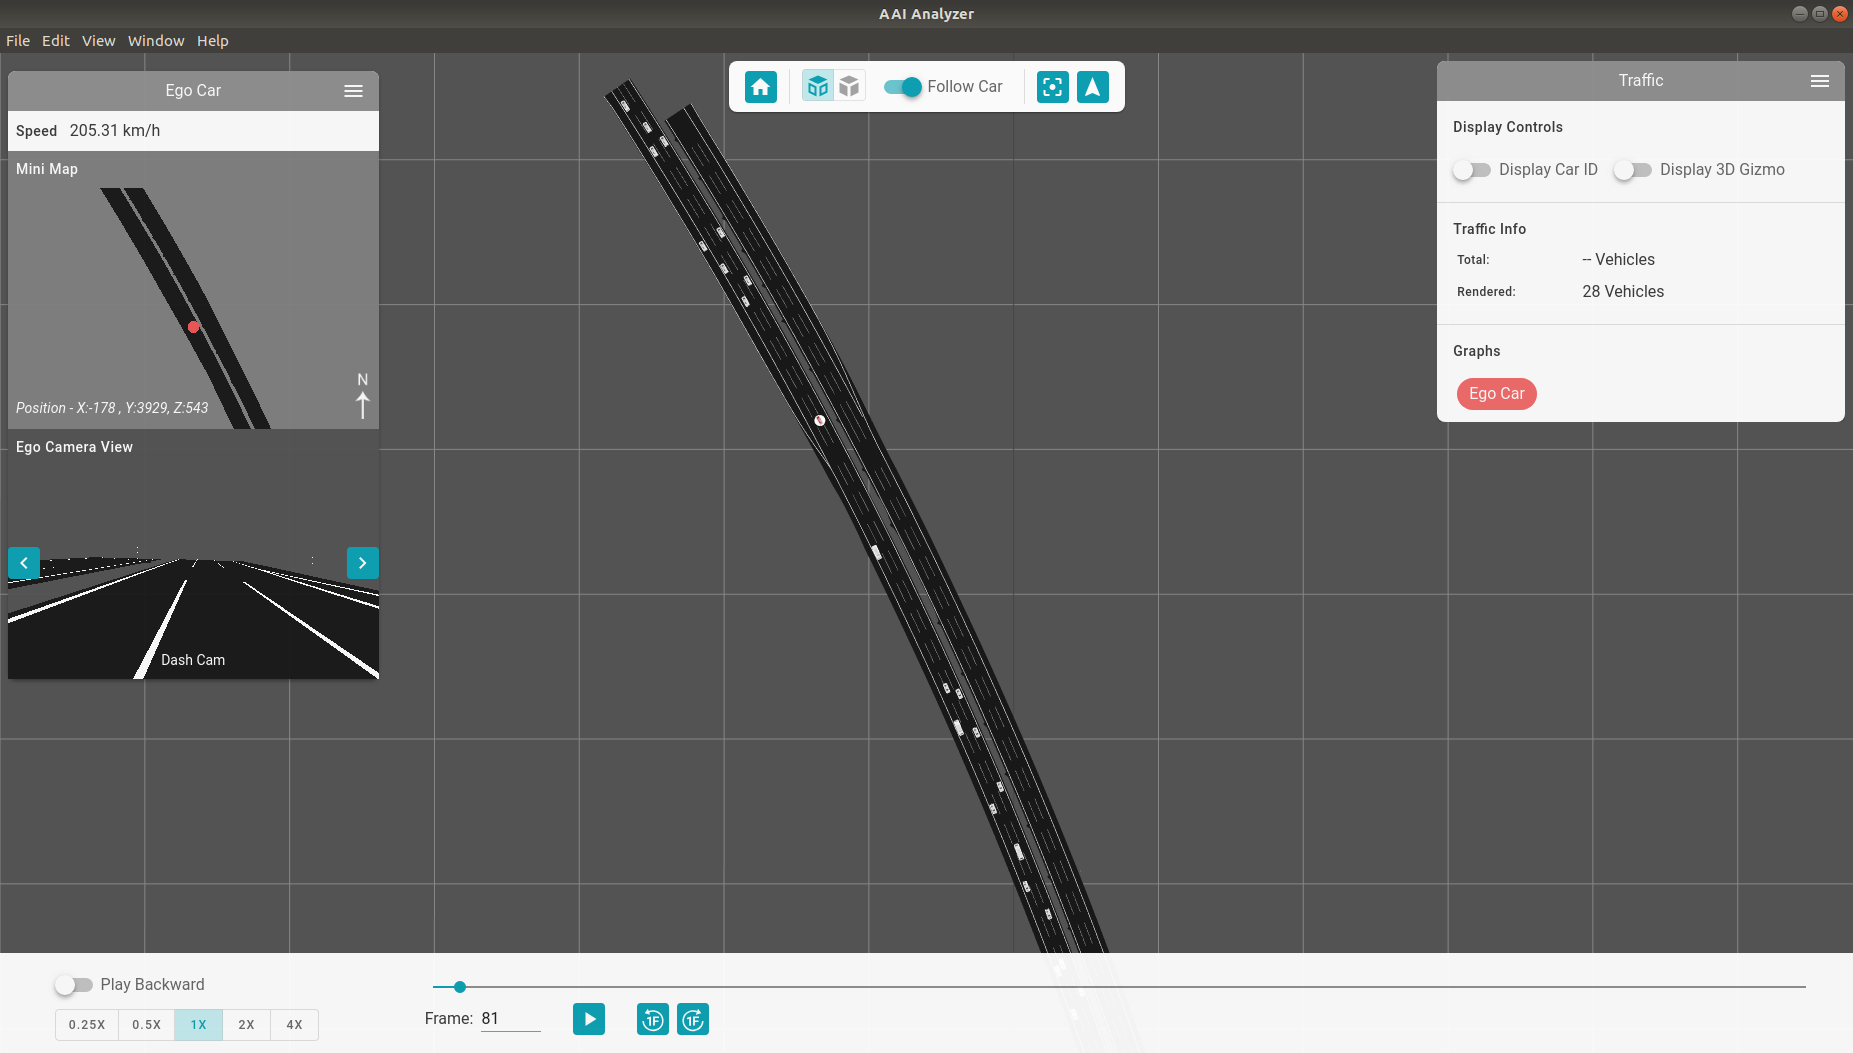 AAI Analyzer
File Edit View Window Help
Ego Car
Speed 205.31 km/h
Mini Map
N
Position - X:-178 , Y:3929, Z:543
Ego Camera View
Dash Cam
Follow Car
Traffic
Display Controls
Display Car ID Display 3D Gizmo
Traffic Info
Total: -- Vehicles
Rendered: 28 Vehicles
Graphs
Ego Car
Play Backward
0.25X 0.5X 1X 2X 4X
Frame: 81
1F 1F